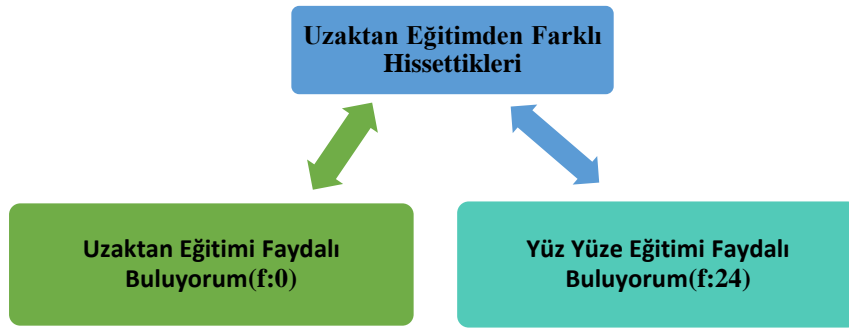 Uzaktan Eğitimden Farklı
Hissettikleri
Uzaktan Eğitimi Faydalı
Buluyorum(f:0)
Yüz Yüze Eğitimi Faydalı
Buluyorum(f:24)